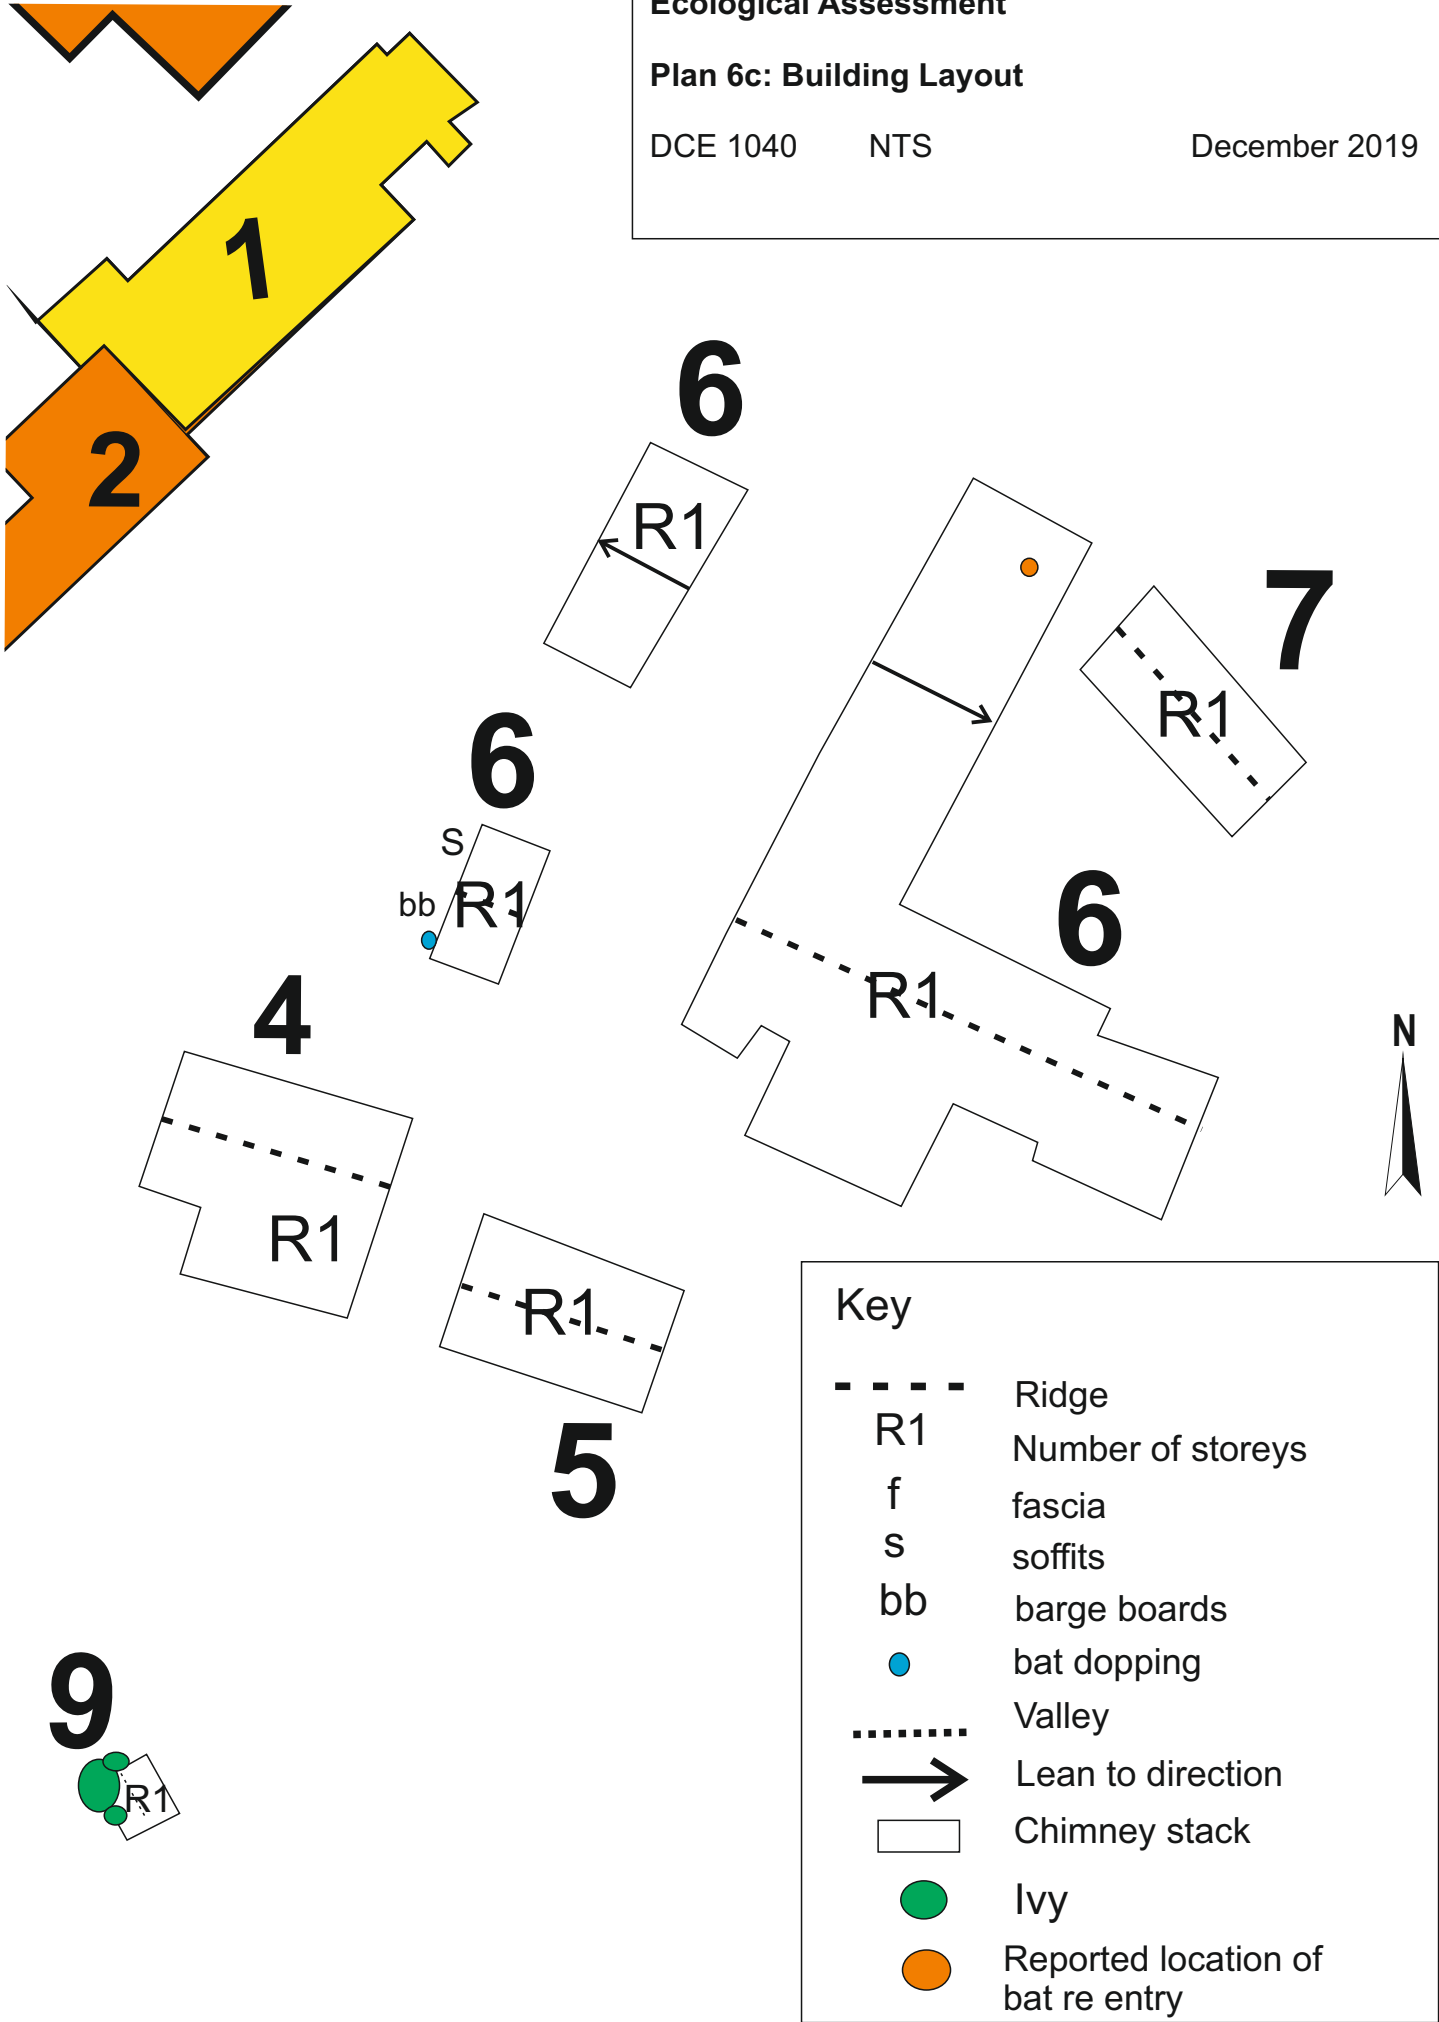 Ecological Assessment
Plan 6c: Building Layout
DCE 1040 NTS December 2019
1
2
6
R1
7
R1
6
S
bb
R1
6
R1
4
R1
N
R1
5
9
R1
Key
Ridge
R1 Number of storeys
f fascia
s soffits
bb barge boards
bat dopping
Valley
Lean to direction
Chimney stack
Ivy
Reported location of
bat re entry